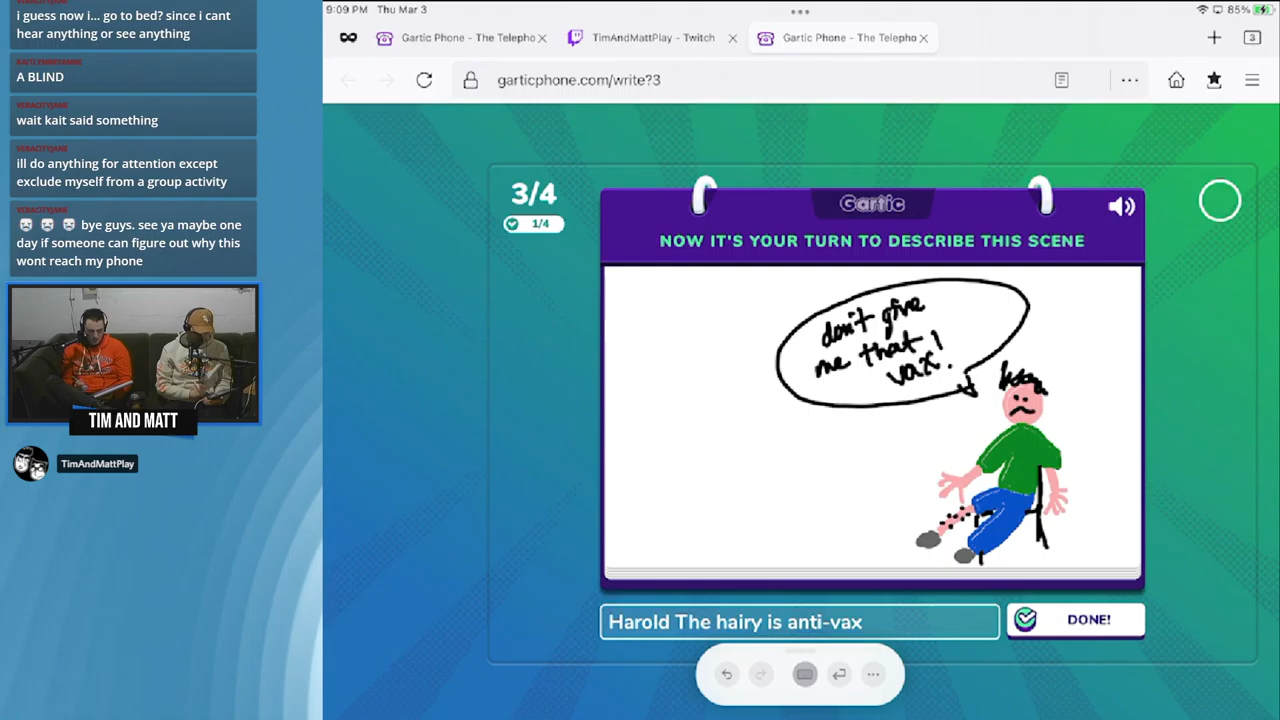 i guess now i... go to bed? since i cant
hear anything or see anything
KAITLYNNRYANNE
A BLIND
VERACITYJANE
wait kait said something
VERACITYJANE
ill do anything for attention except
exclude myself from a group activity
VERACITYJANE
bye guys. see ya maybe one
day if someone can figure out why this
wont reach my phone
TIM AND MATT
TimAndMattPlay
9:09 PM Thu Mar 3
85%
Gartic Phone - The Telepho
TimAndMattPlay - Twitch
Gartic Phone - The Telepho
3
garticphone.com/write?3
3/4
1/4
Gartic
NOW IT'S YOUR TURN TO DESCRIBE THIS SCENE
don't give
me that
vax!
Harold The hairy is anti-vax
DONE!